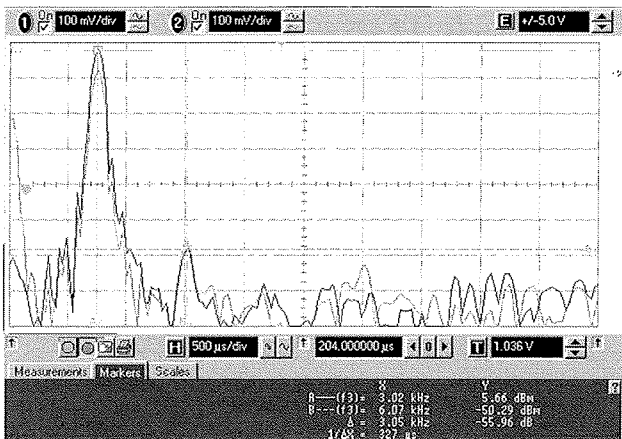 1 On 100 mV/div 2 On 100 mV/div E +/-5.0 V
H 500 µs/div 204.000000 µs 0 T 1.036 V
Measurements Markers Scales
X Y
A——(f3)= 3.02 kHz 5.66 dBm
B---(f3)= 6.07 kHz -50.29 dBm
Δ = 3.05 kHz -55.96 dB
1/ΔX = 327 µs
?